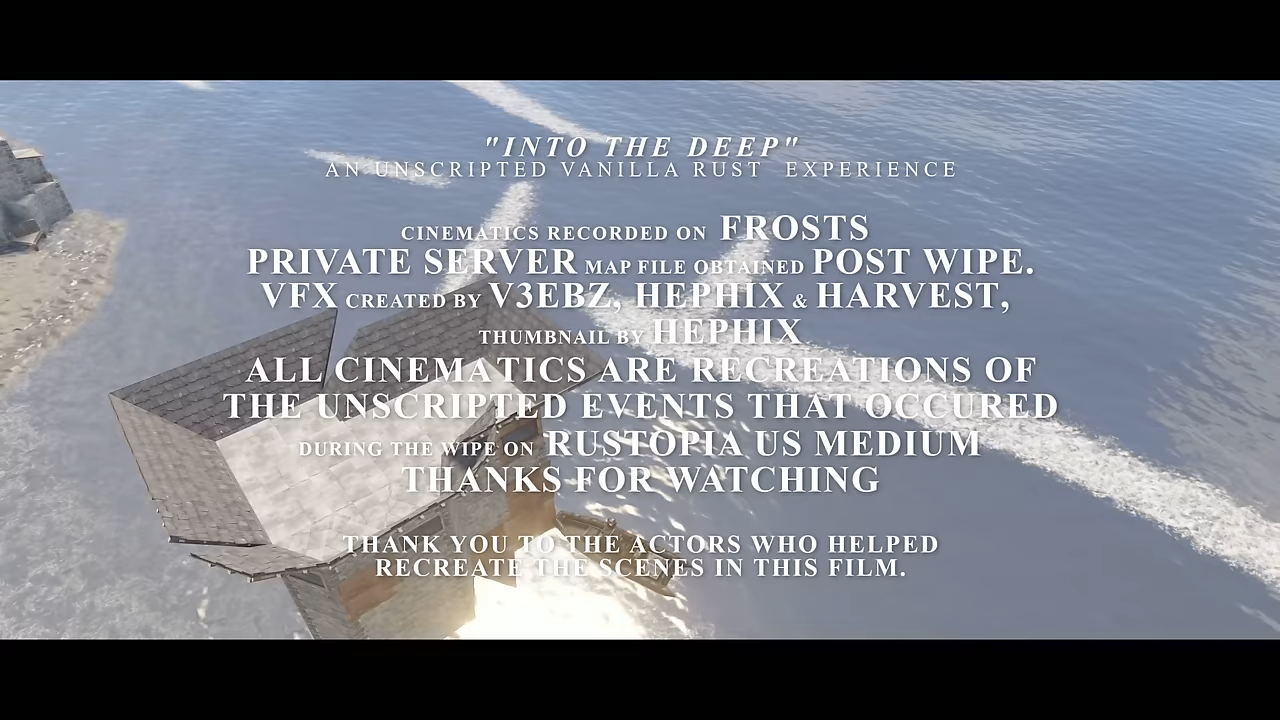 "INTO THE DEEP"
AN UNSCRIPTED VANILLA RUST EXPERIENCE
CINEMATICS RECORDED ON FROSTS
PRIVATE SERVER MAP FILE OBTAINED POST WIPE.
VFX CREATED BY V3EBZ, HEPHIX & HARVEST,
THUMBNAIL BY HEPHIX
ALL CINEMATICS ARE RECREATIONS OF
THE UNSCRIPTED EVENTS THAT OCCURED
DURING THE WIPE ON RUSTOPIA US MEDIUM
THANKS FOR WATCHING
THANK YOU TO THE ACTORS WHO HELPED
RECREATE THE SCENES IN THIS FILM.